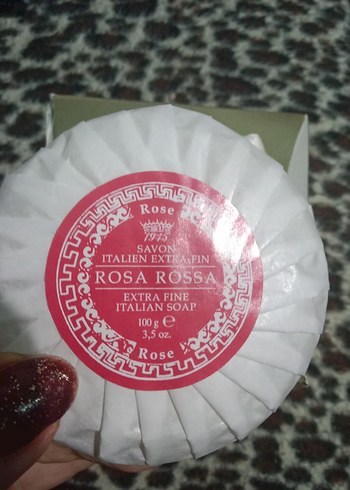 Rose
1945
SAVON
ITALIEN EXTRA-FIN
ROSA ROSSA
EXTRA FINE
ITALIAN SOAP
100 g ℮
3,5 oz.
Rose